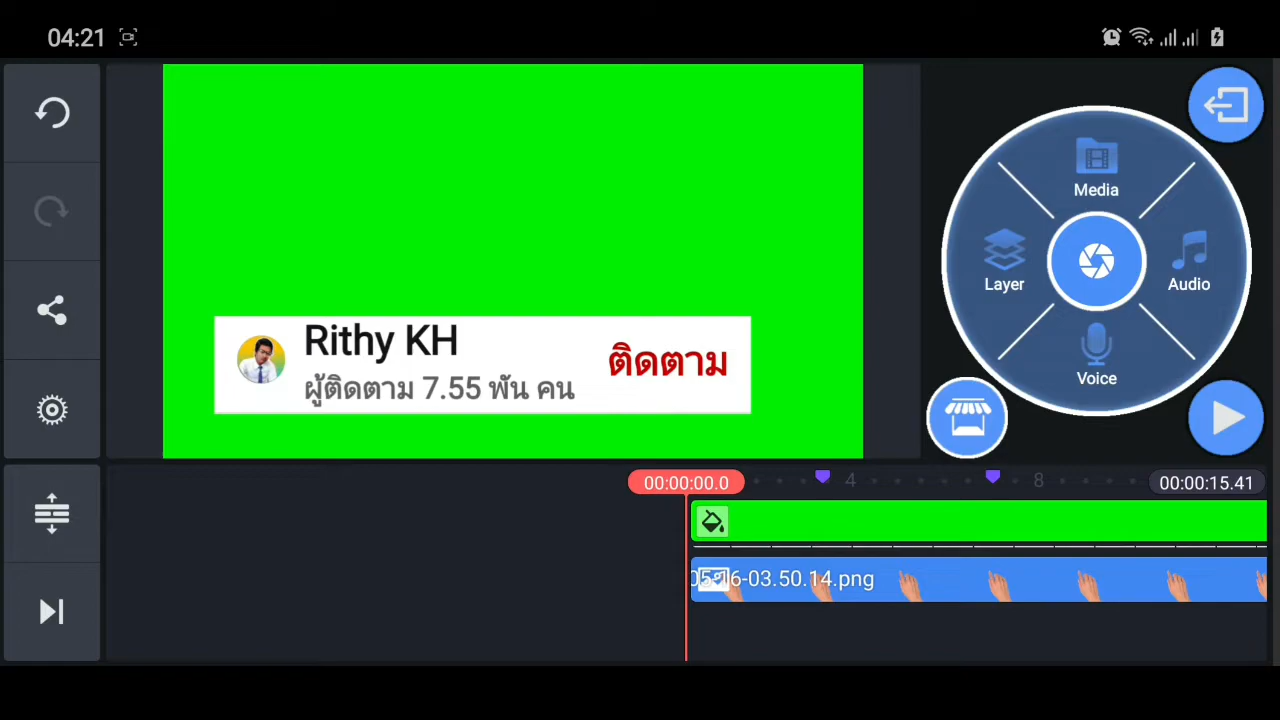 04:21
Media
Layer
Audio
Voice
Rithy KH
ผู้ติดตาม 7.55 พัน คน
ติดตาม
00:00:00.0
4
8
00:00:15.41
05-16-03.50.14.png